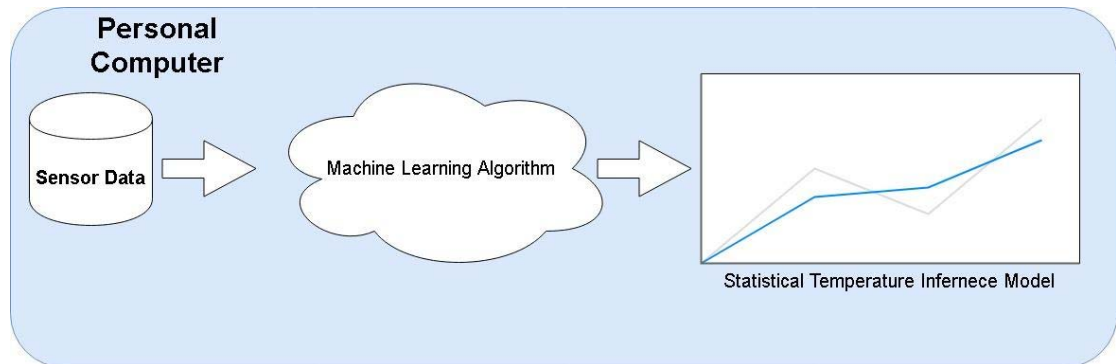 Personal
Computer
Sensor Data
Machine Learning Algorithm
Statistical Temperature Infernece Model